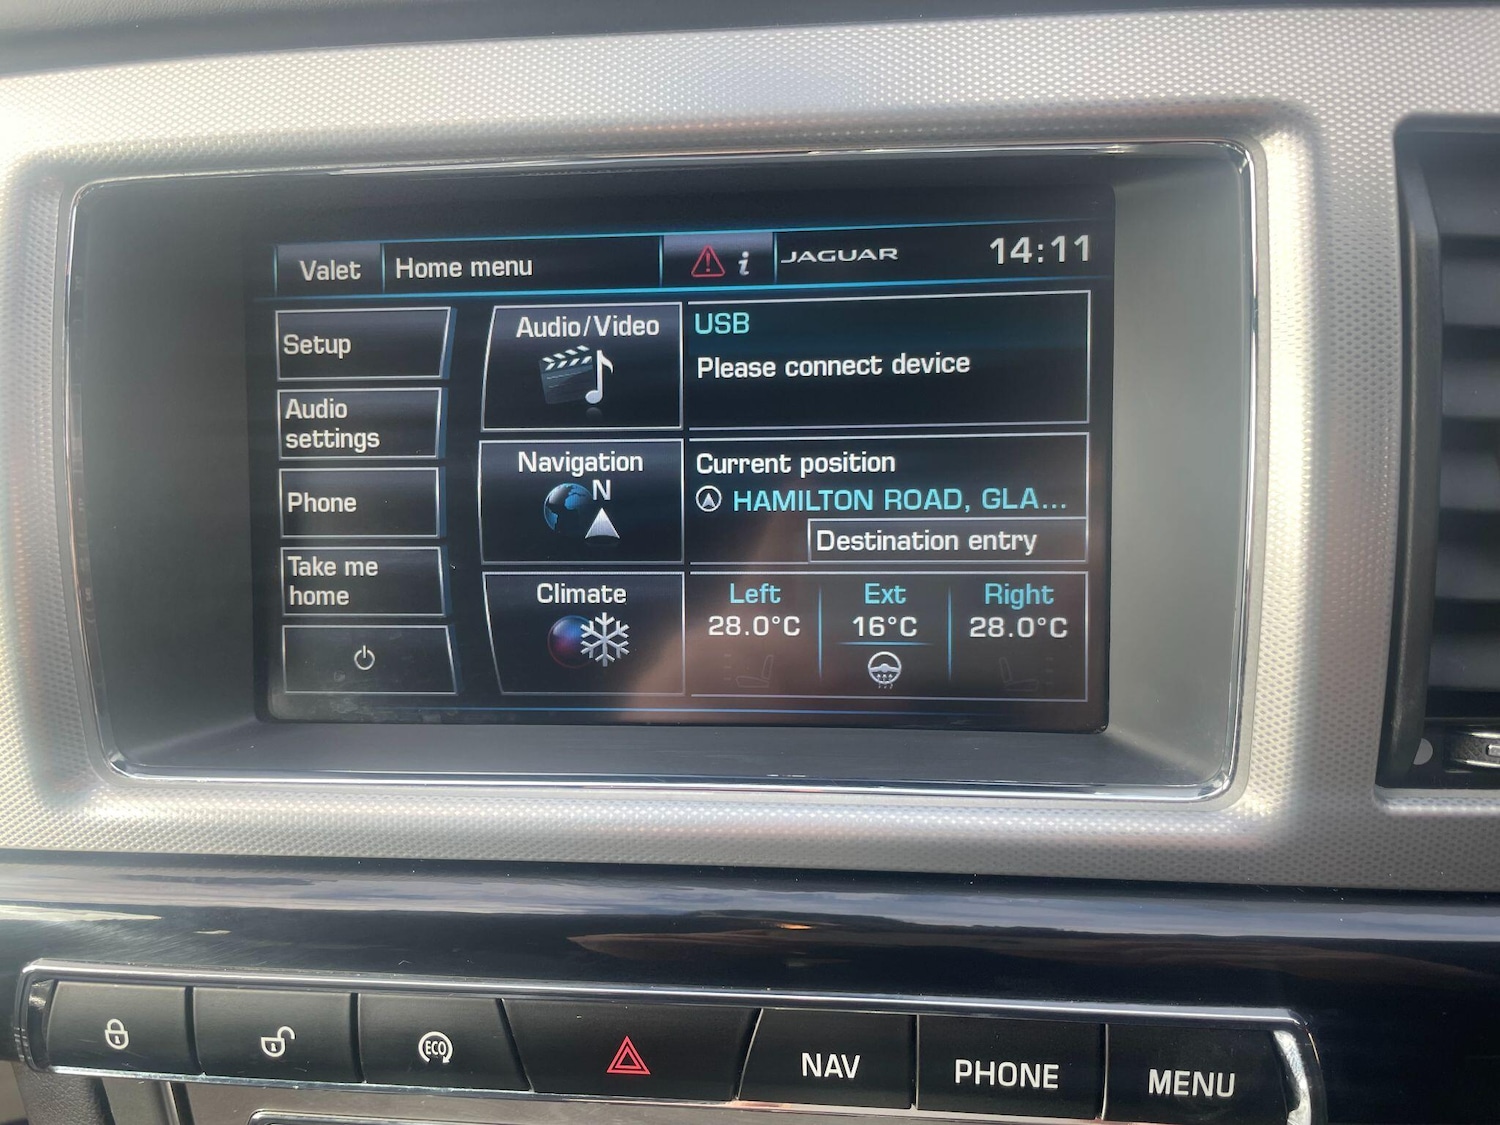 Valet
Home menu
i
JAGUAR
14:11
Setup
Audio
settings
Phone
Take me
home
Audio/Video
USB
Please connect device
Navigation
N
Current position
HAMILTON ROAD, GLA...
Destination entry
Climate
Left
28.0°C
Ext
16°C
Right
28.0°C
ECO
NAV
PHONE
MENU